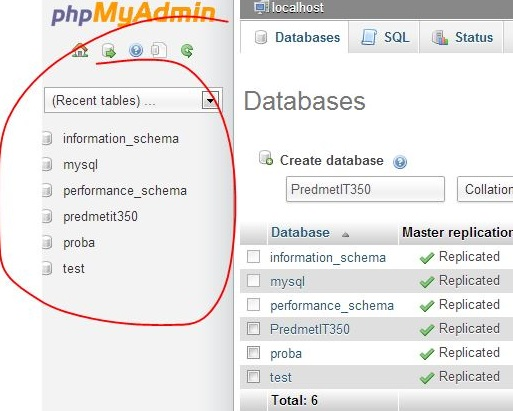 phpMyAdmin
(Recent tables) ...
information_schema
mysql
performance_schema
predmetit350
proba
test
localhost
Databases
SQL
Status
Databases
Create database
PredmetIT350
Collation
Database
Master replication
information_schema
Replicated
mysql
Replicated
performance_schema
Replicated
PredmetIT350
Replicated
proba
Replicated
test
Replicated
Total: 6